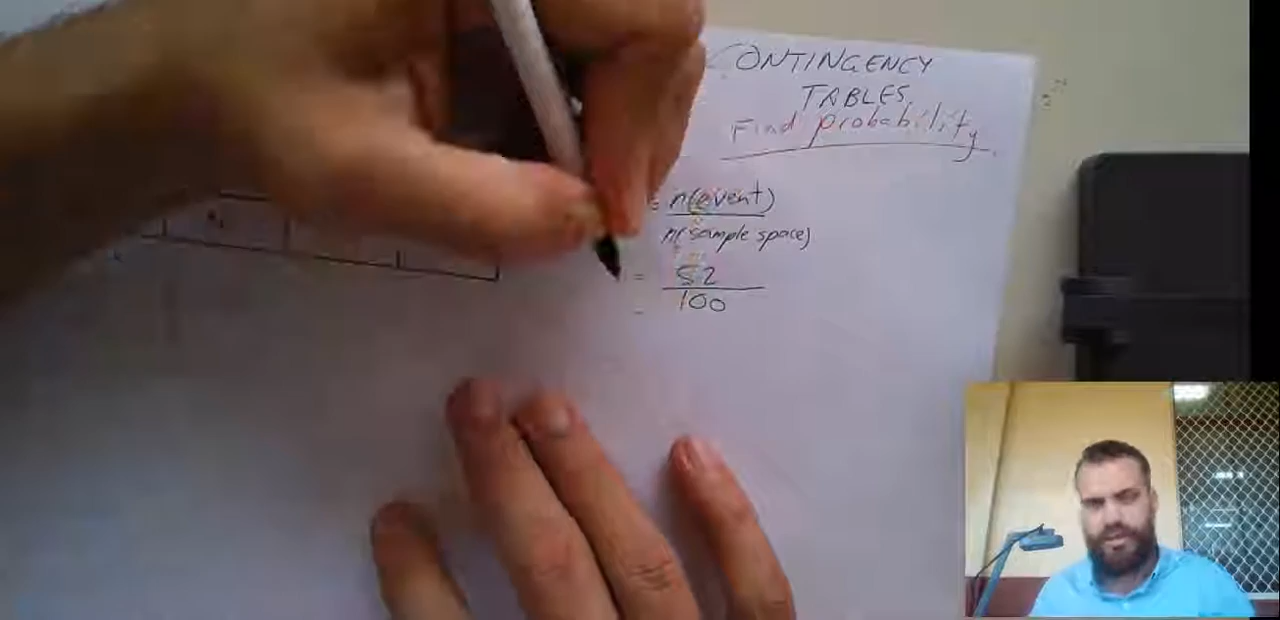 CONTINGENCY
TABLES
Find probability
= n(event)
n(sample space)
= 52
100
=